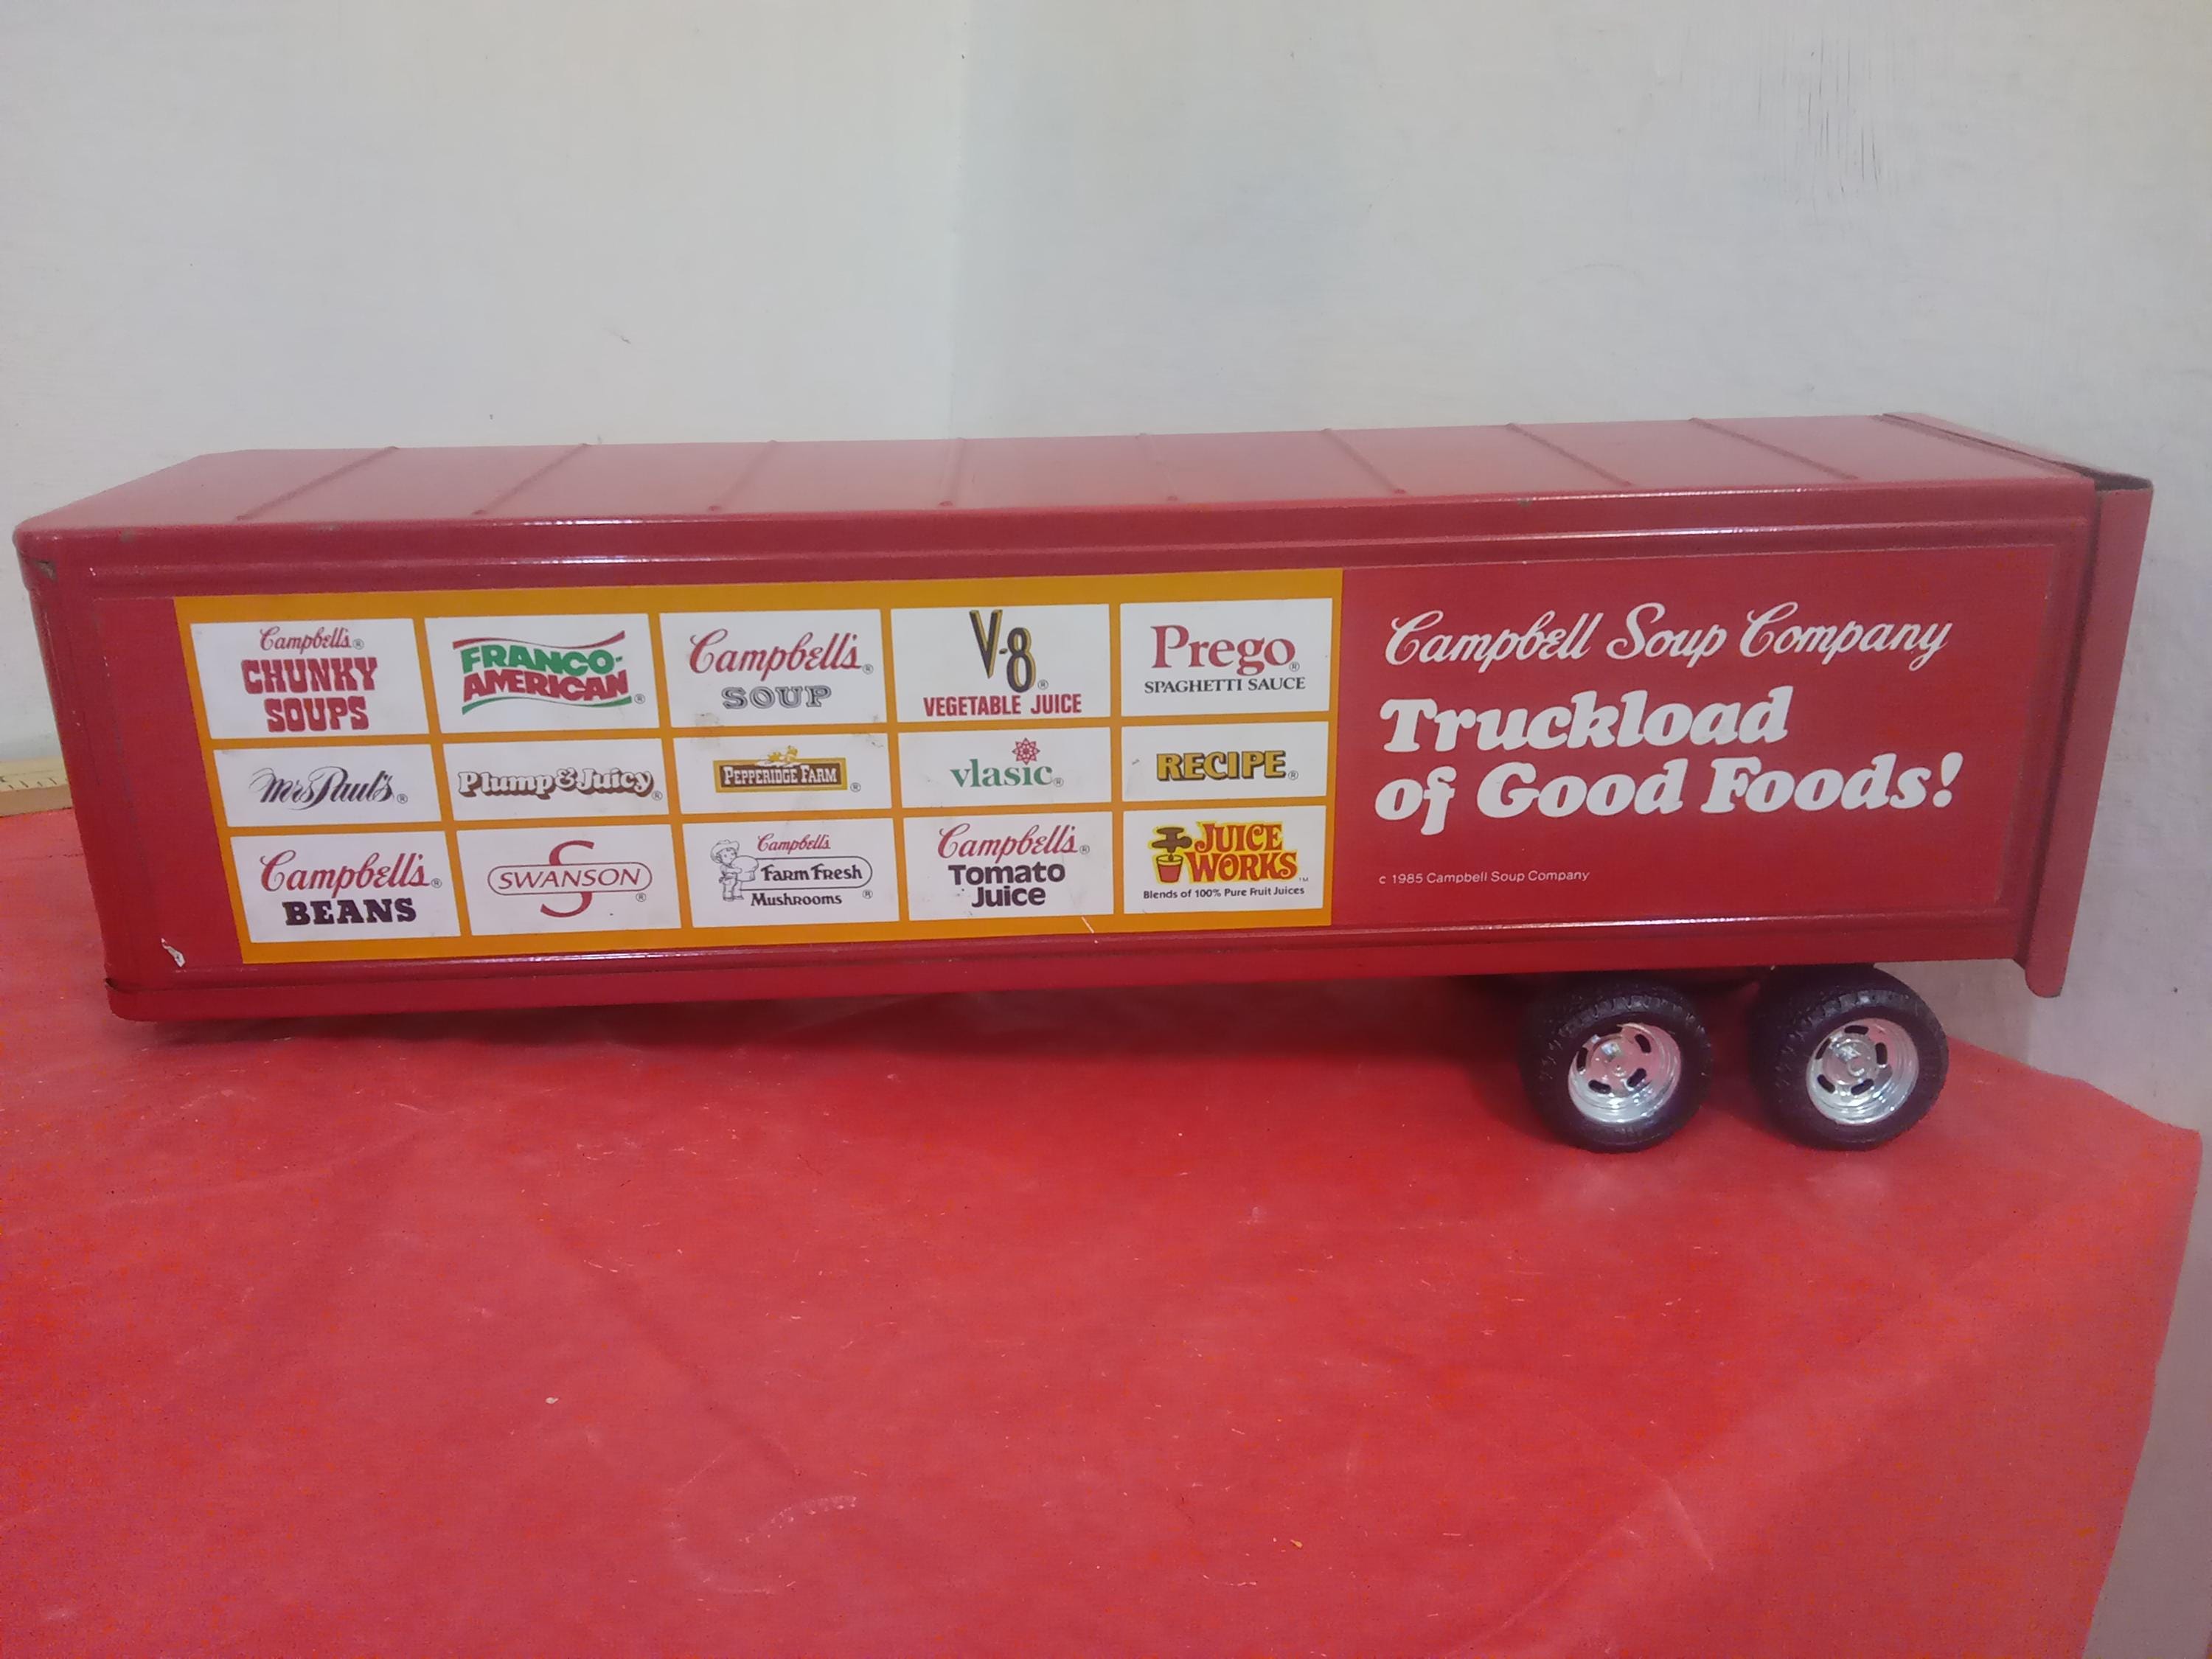 Campbell's®
CHUNKY
SOUPS
FRANCO-
AMERICAN®
Campbell's®
SOUP
V-8®
VEGETABLE JUICE
Prego®
SPAGHETTI SAUCE
Mrs Paul's®
Plump & Juicy®
PEPPERIDGE FARM®
vlasic®
RECIPE®
Campbell's®
BEANS
S
SWANSON®
Campbell's
FARM FRESH
Mushrooms®
Campbell's®
Tomato
Juice
JUICE
WORKS™
Blends of 100% Pure Fruit Juices
Campbell Soup Company
Truckload
of Good Foods!
c 1985 Campbell Soup Company